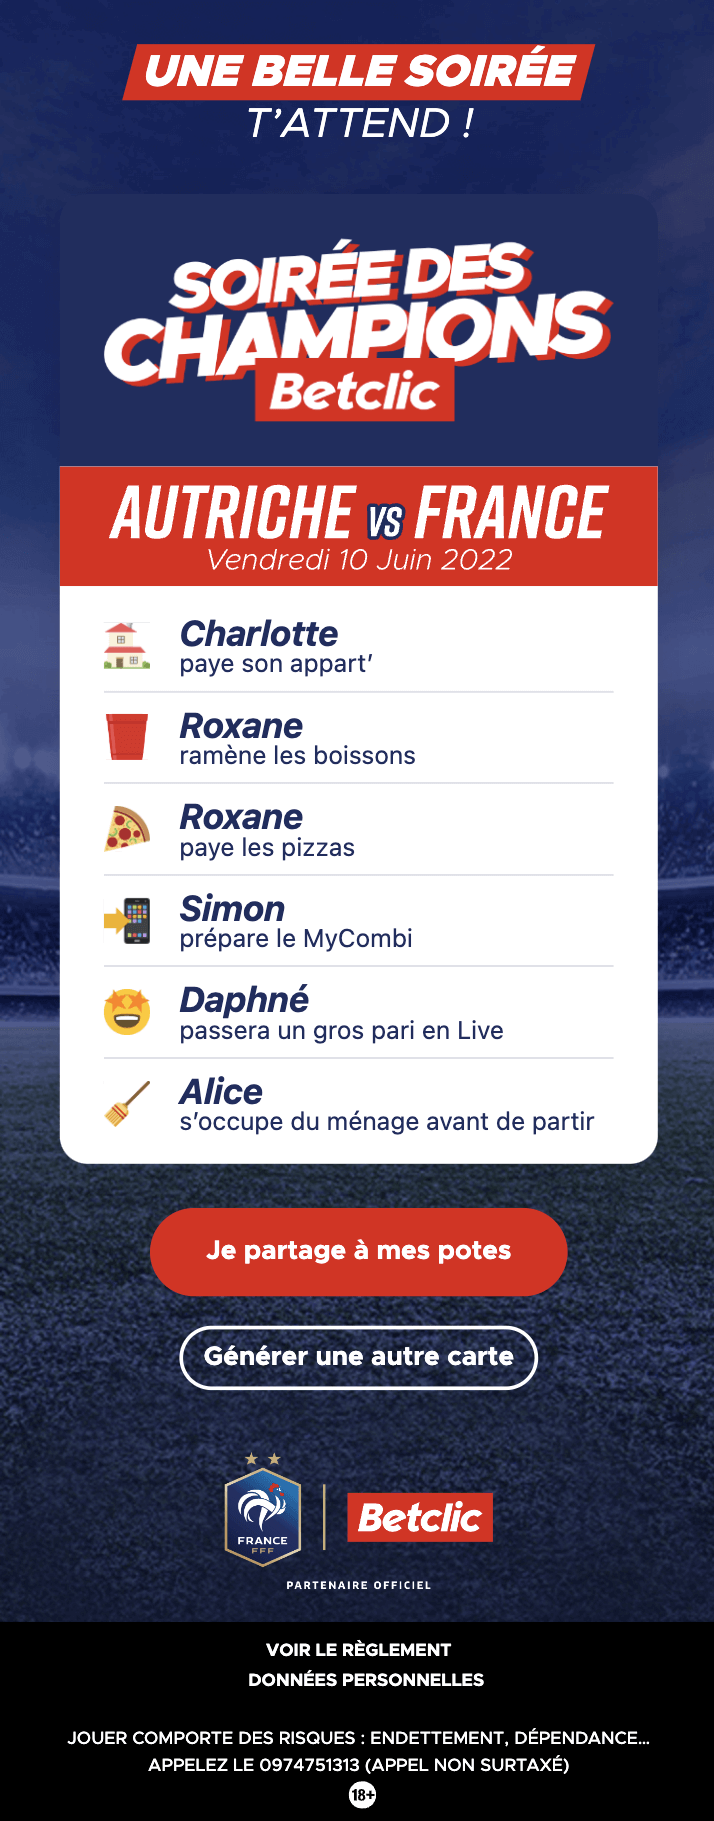 UNE BELLE SOIRÉE
T’ATTEND !
SOIRÉE DES
CHAMPIONS
Betclic
AUTRICHE VS FRANCE
Vendredi 10 Juin 2022
Charlotte
paye son appart’
Roxane
ramène les boissons
Roxane
paye les pizzas
Simon
prépare le MyCombi
Daphné
passera un gros pari en Live
Alice
s’occupe du ménage avant de partir
Je partage à mes potes
Générer une autre carte
FRANCE
FFF
Betclic
PARTENAIRE OFFICIEL
VOIR LE RÈGLEMENT
DONNÉES PERSONNELLES
JOUER COMPORTE DES RISQUES : ENDETTEMENT, DÉPENDANCE...
APPELEZ LE 0974751313 (APPEL NON SURTAXÉ)
18+